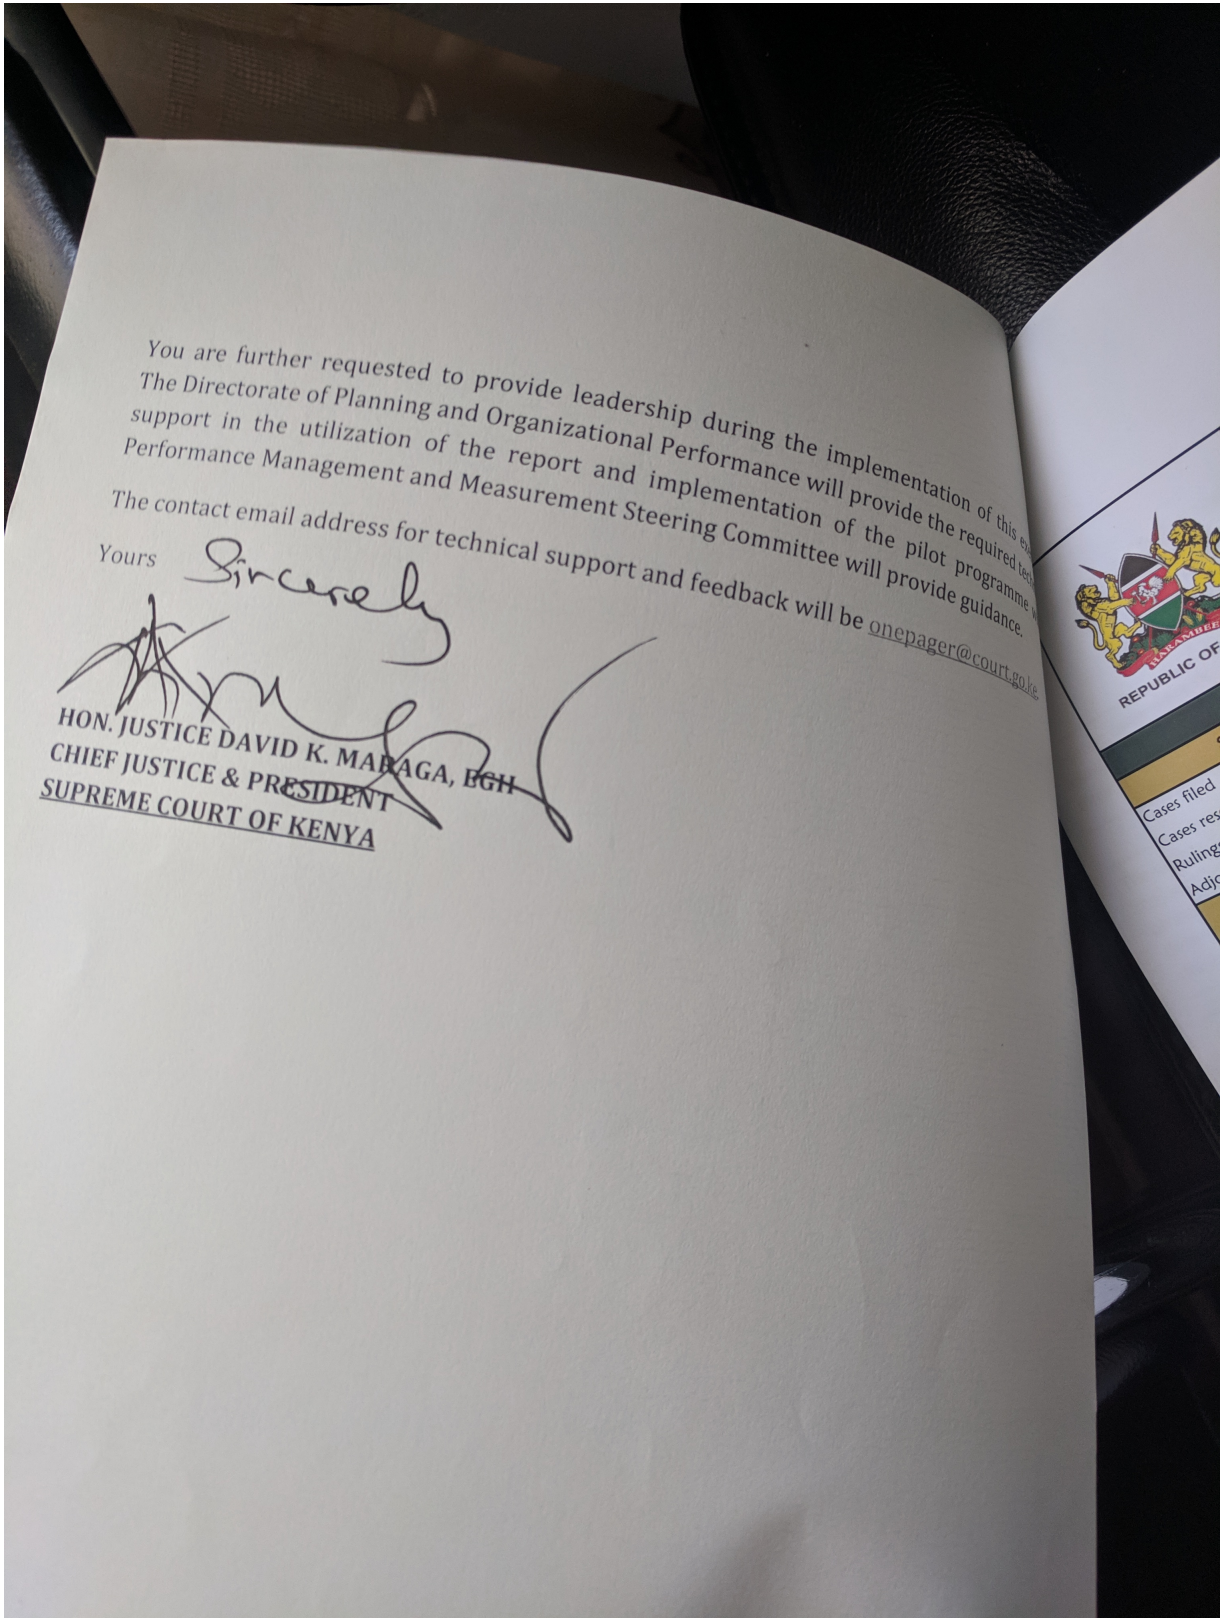 You are further requested to provide leadership during the implementation of this
The Directorate of Planning and Organizational Performance will provide the required
support in the utilization of the report and implementation of the pilot programme
Performance Management and Measurement Steering Committee will provide guidance.
The contact email address for technical support and feedback will be onepager@court.go.ke
Yours Sincerely
HON. JUSTICE DAVID K. MARAGA, EGH
CHIEF JUSTICE & PRESIDENT
SUPREME COURT OF KENYA
HARAMBEE
REPUBLIC OF
Cases filed
Cases